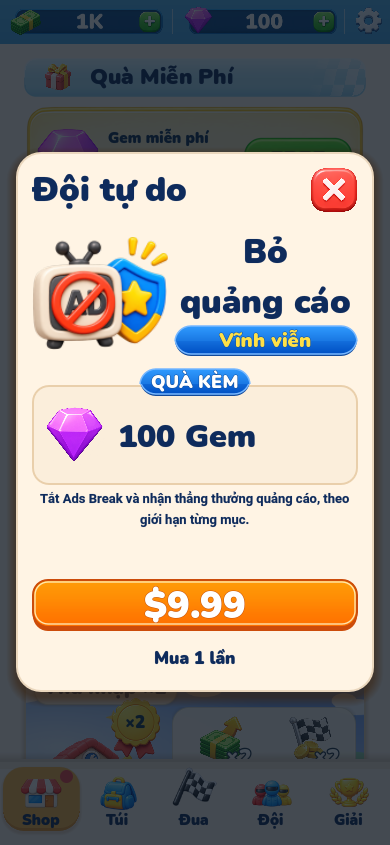 1K
100
Quà Miễn Phí
Gem miễn phí
Đội tự do
AD
Bỏ
quảng cáo
Vĩnh viễn
QUÀ KÈM
100 Gem
Tắt Ads Break và nhận thẳng thưởng quảng cáo, theo
giới hạn từng mục.
$9.99
Mua 1 lần
x2
x2
x2
Shop
Túi
Đua
Đội
Giải